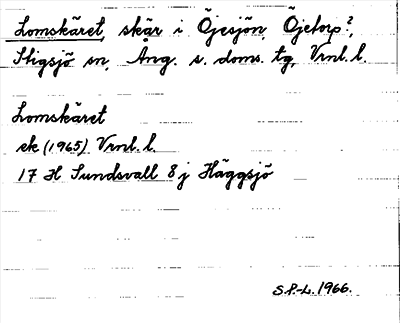 Lomskäret, skär i Öjesjön, Öjetorp?,
Stigsjö sn, Ång. s. doms. tg, Vrnl. l.
Lomskäret
ek (1965) Vrnl. l.
17 H Sundsvall 8 j Häggsjö
S.P-L. 1966.